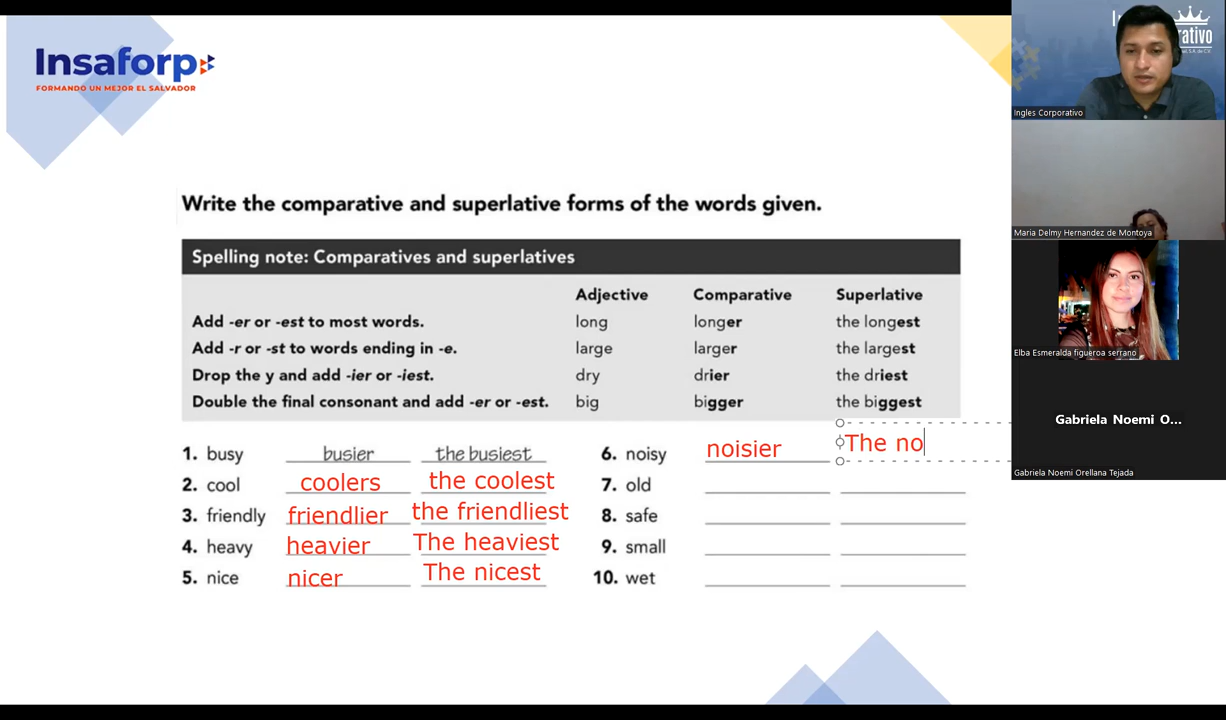 Insaforp
FORMANDO UN MEJOR EL SALVADOR
Write the comparative and superlative forms of the words given.
Spelling note: Comparatives and superlatives
Adjective Comparative Superlative
Add -er or -est to most words. long longer the longest
Add -r or -st to words ending in -e. large larger the largest
Drop the y and add -ier or -iest. dry drier the driest
Double the final consonant and add -er or -est. big bigger the biggest
1. busy busier the busiest
2. cool coolers the coolest
3. friendly friendlier the friendliest
4. heavy heavier The heaviest
5. nice nicer The nicest
6. noisy noisier The no
7. old
8. safe
9. small
10. wet
Ingles Corporativo
Maria Delmy Hernandez de Montoya
Elba Esmeralda figueroa serrano
Gabriela Noemi O...
Gabriela Noemi Orellana Tejada